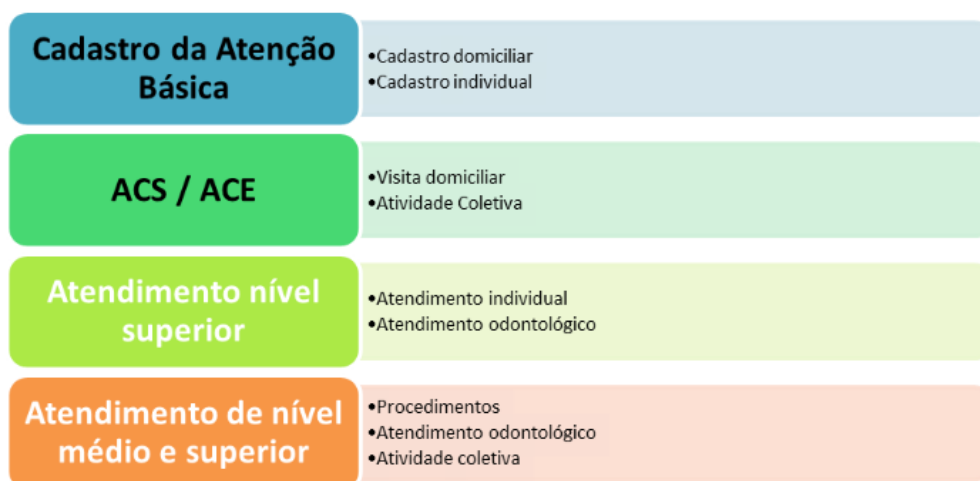 Cadastro da Atenção
Básica
•Cadastro domiciliar
•Cadastro individual
ACS / ACE
•Visita domiciliar
•Atividade Coletiva
Atendimento nível
superior
•Atendimento individual
•Atendimento odontológico
Atendimento de nível
médio e superior
•Procedimentos
•Atendimento odontológico
•Atividade coletiva